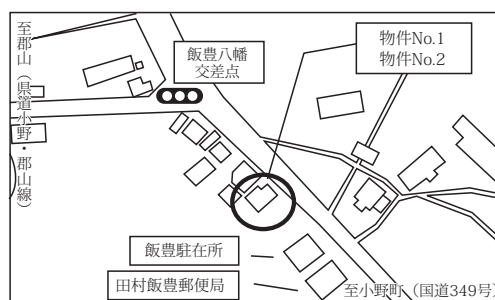 至郡山（県道小野・郡山線）
飯豊八幡
交差点
物件No.1
物件No.2
飯豊駐在所
田村飯豊郵便局
至小野町（国道349号）